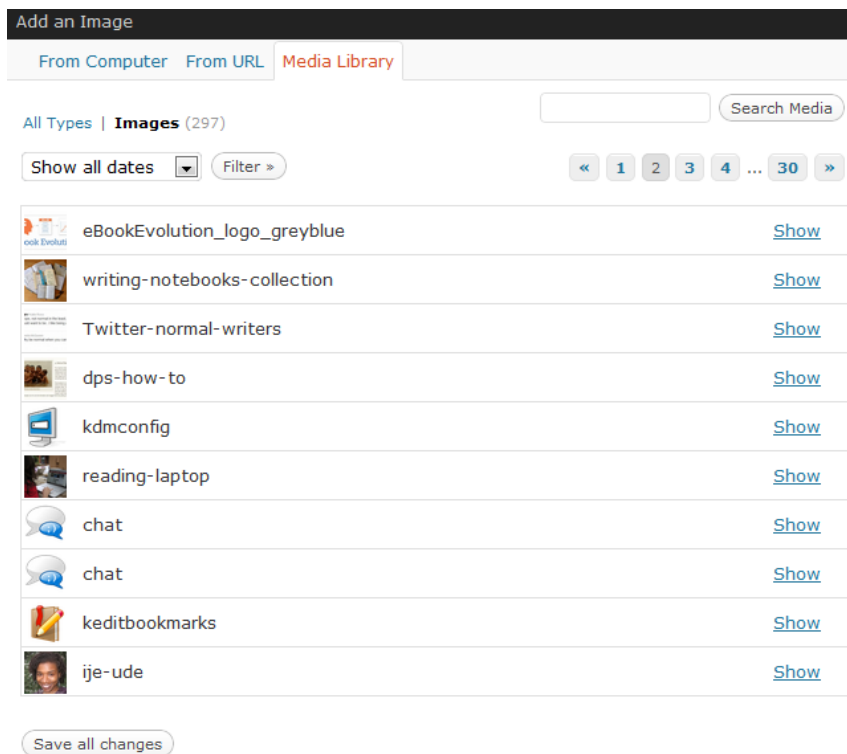 Add an Image
From Computer From URL Media Library
All Types | Images (297)
Search Media
Show all dates Filter »
« 1 2 3 4 ... 30 »
eBookEvolution_logo_greyblue Show
writing-notebooks-collection Show
Twitter-normal-writers Show
dps-how-to Show
kdmconfig Show
reading-laptop Show
chat Show
chat Show
keditbookmarks Show
ije-ude Show
Save all changes